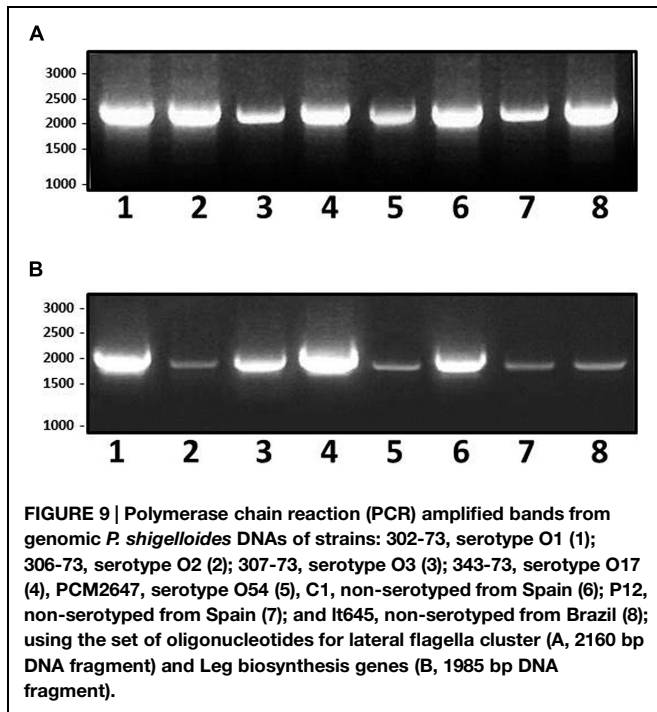 A
3000 -
2500 -
2000 -
1500 -
1000 -
1 2 3 4 5 6 7 8
B
3000 -
2500 -
2000 -
1500 -
1000 -
1 2 3 4 5 6 7 8
FIGURE 9 | Polymerase chain reaction (PCR) amplified bands from
genomic P. shigelloides DNAs of strains: 302-73, serotype O1 (1);
306-73, serotype O2 (2); 307-73, serotype O3 (3); 343-73, serotype O17
(4), PCM2647, serotype O54 (5), C1, non-serotyped from Spain (6); P12,
non-serotyped from Spain (7); and It645, non-serotyped from Brazil (8);
using the set of oligonucleotides for lateral flagella cluster (A, 2160 bp
DNA fragment) and Leg biosynthesis genes (B, 1985 bp DNA
fragment).